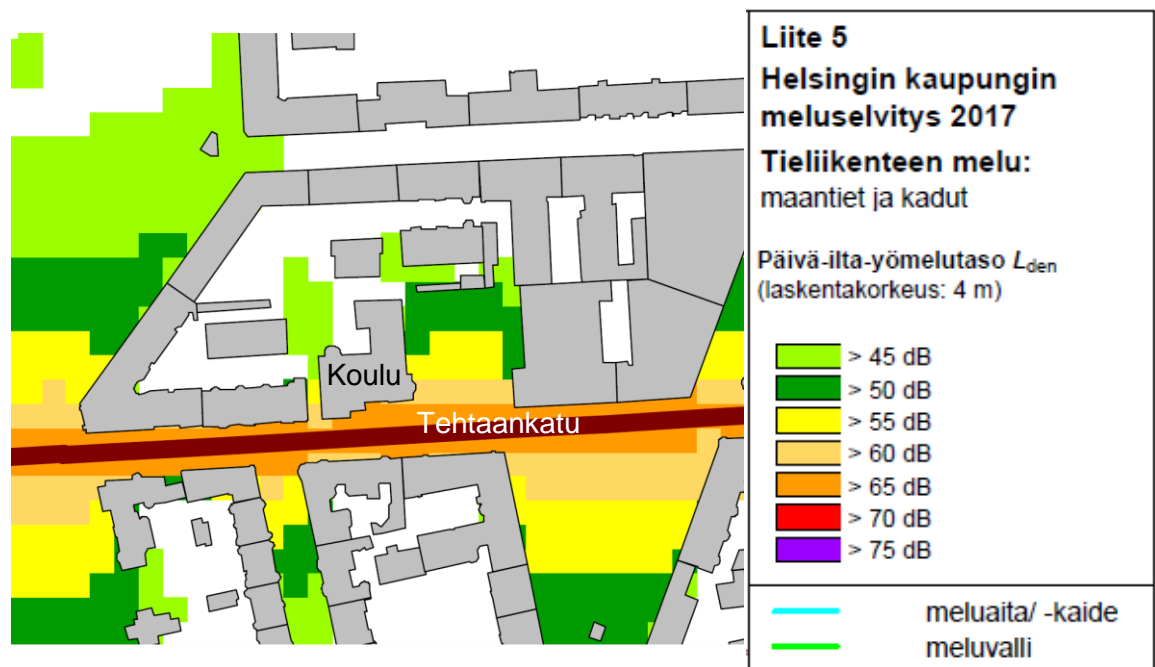 Koulu
Tehtaankatu
Liite 5
Helsingin kaupungin
meluselvitys 2017
Tieliikenteen melu:
maantiet ja kadut
Päivä-ilta-yömelutaso Lden
(laskentakorkeus: 4 m)
> 45 dB
> 50 dB
> 55 dB
> 60 dB
> 65 dB
> 70 dB
> 75 dB
meluaita/ -kaide
meluvalli